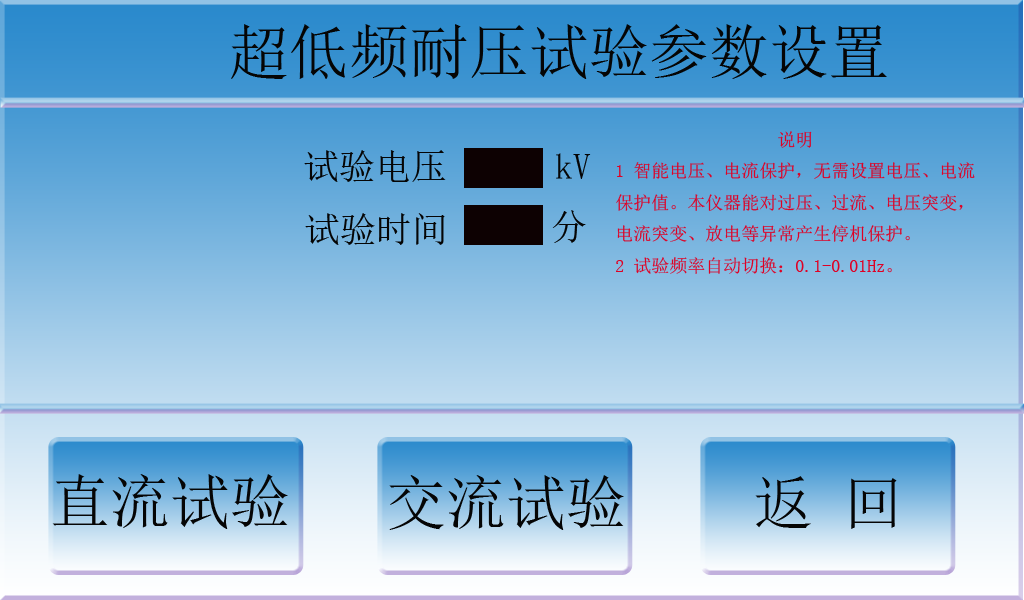 超低频耐压试验参数设置
试验电压 kV
试验时间 分
说明
1 智能电压、电流保护，无需设置电压、电流
保护值。本仪器能对过压、过流、电压突变，
电流突变、放电等异常产生停机保护。
2 试验频率自动切换：0.1-0.01Hz。
直流试验 交流试验 返 回